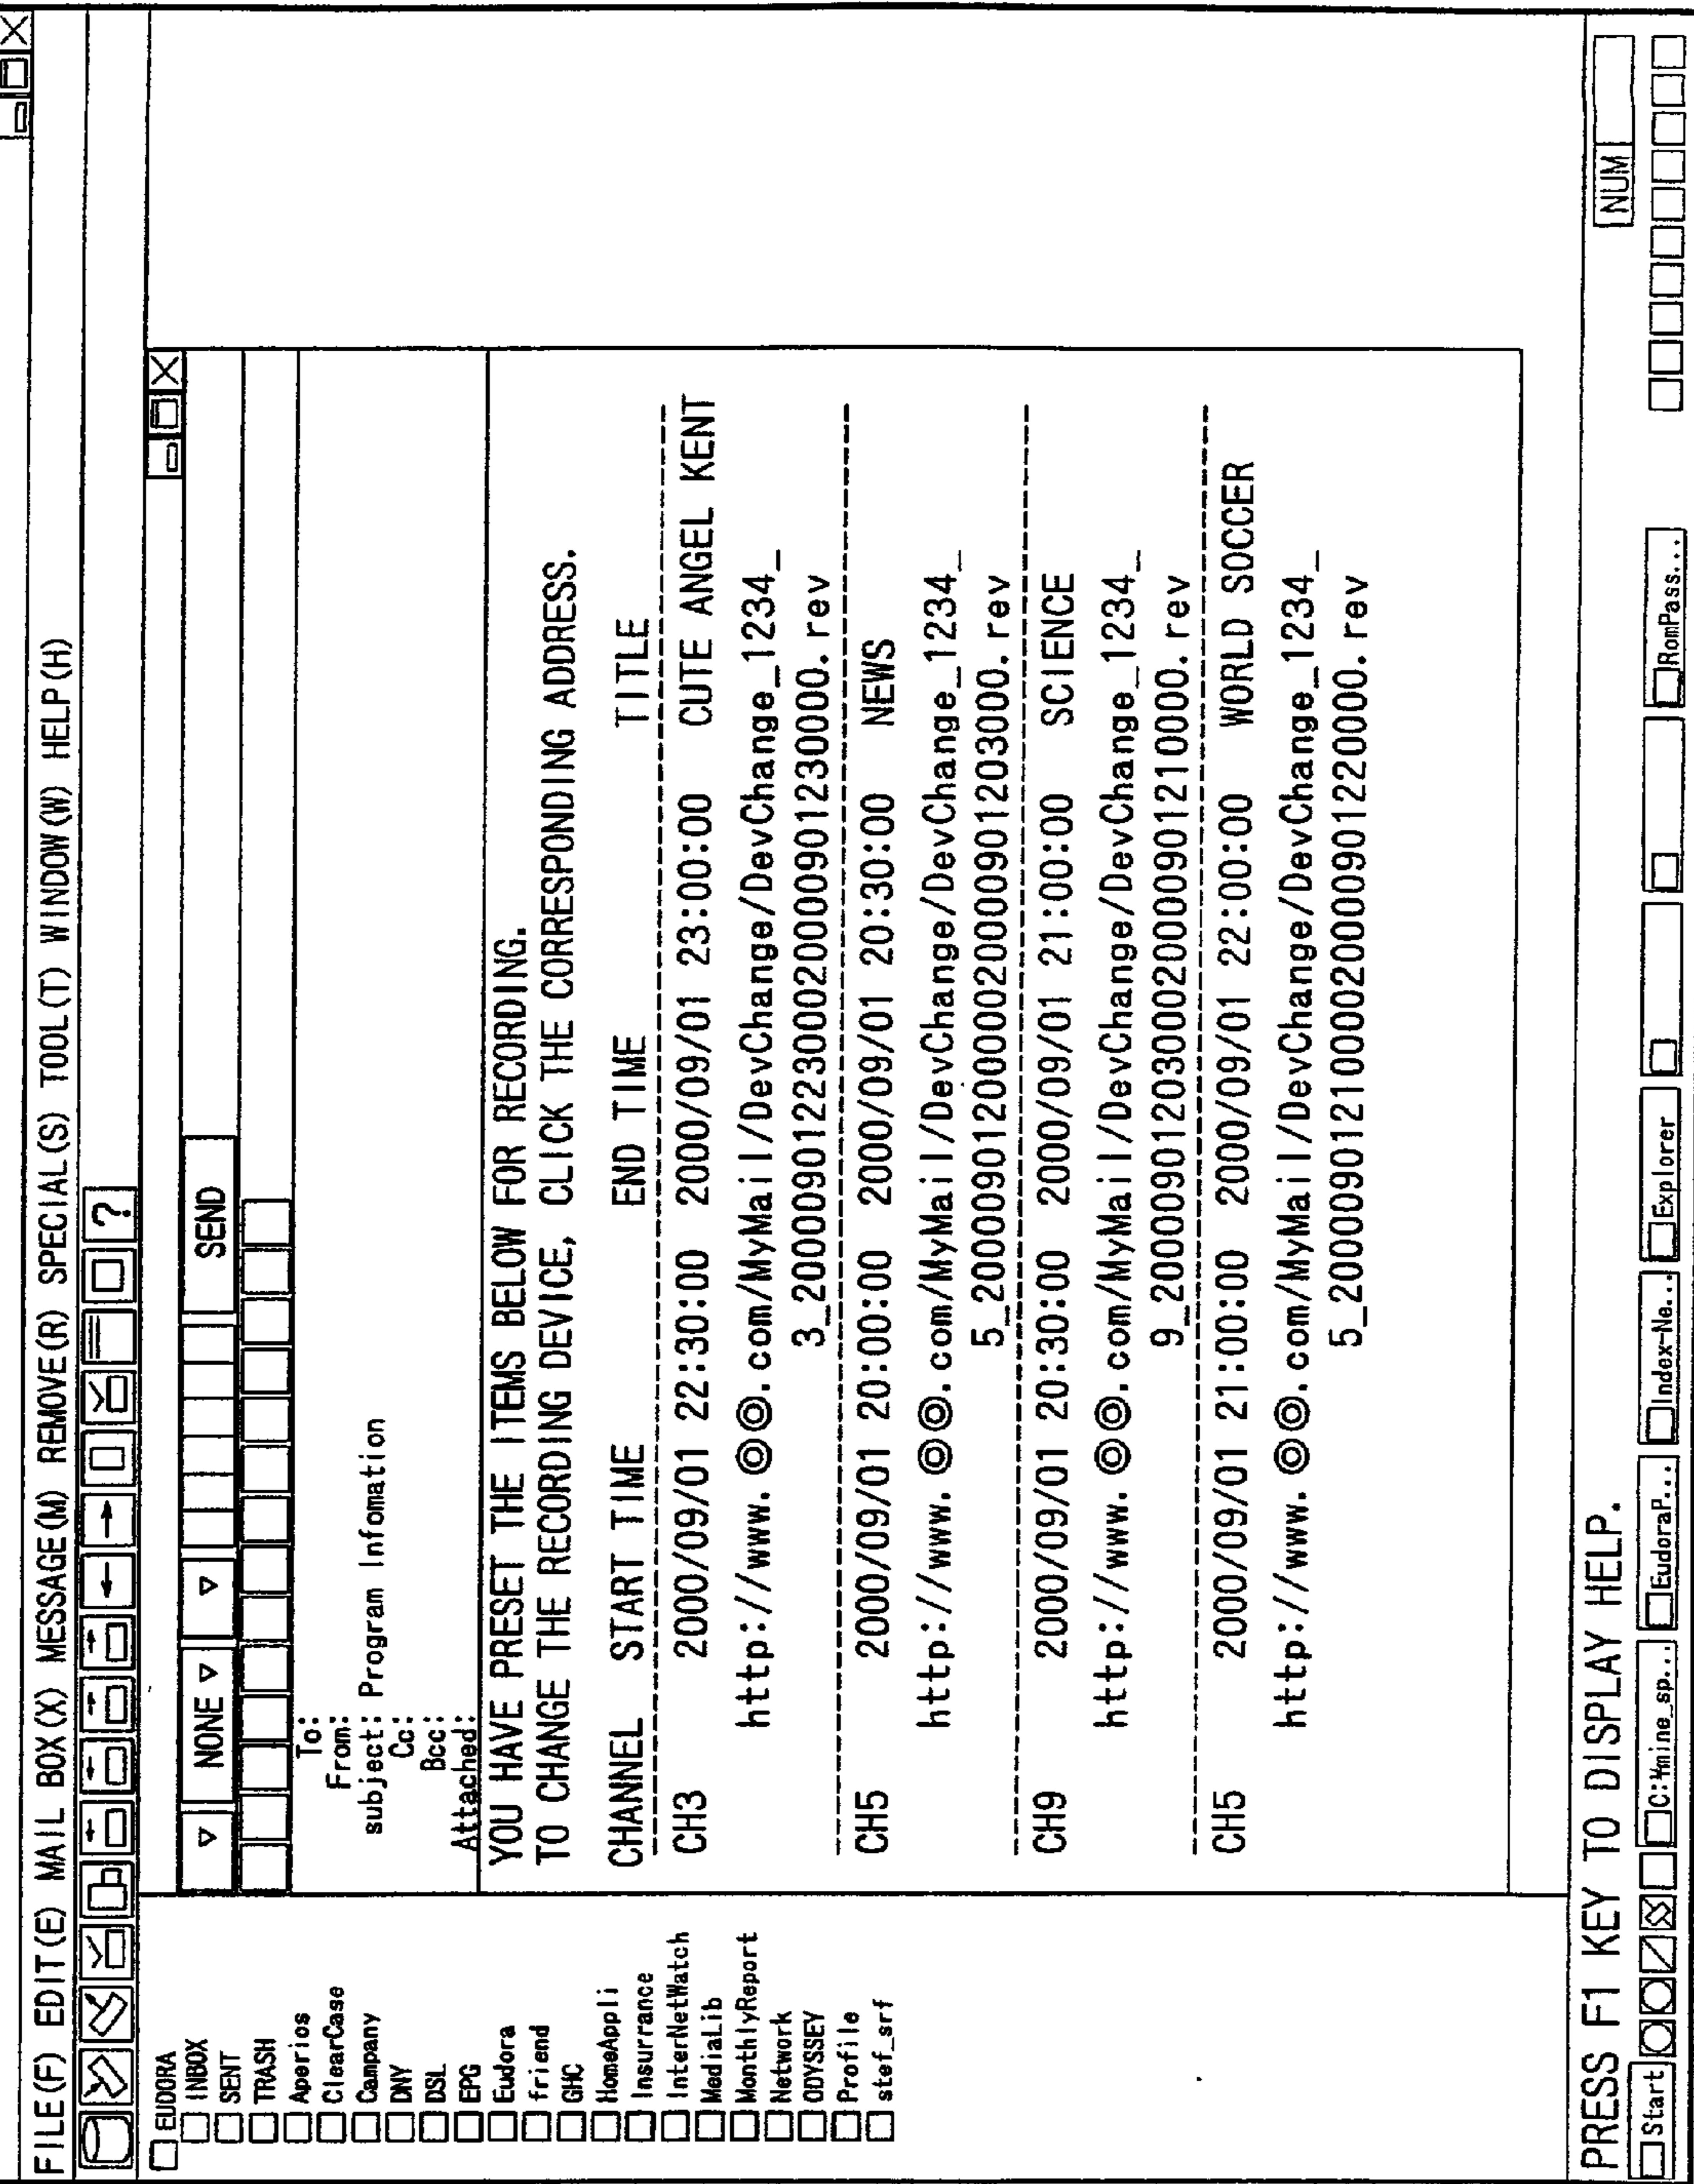 FILE(F) EDIT(E) MAIL BOX(X) MESSAGE(M) REMOVE(R) SPECIAL(S) TOOL(T) WINDOW(W) HELP(H)
?
EUDORA
INBOX
SENT
TRASH
Aperios
ClearCase
Campany
DNY
DSL
EPG
Eudora
friend
GHC
HomeAppli
Insurrance
InterNetWatch
MediaLib
MonthlyReport
Network
ODYSSEY
Profile
stef_srf
NONE SEND
To:
From:
subject: Program Infomation
Cc:
Bcc:
Attached:
YOU HAVE PRESET THE ITEMS BELOW FOR RECORDING.
TO CHANGE THE RECORDING DEVICE, CLICK THE CORRESPONDING ADDRESS.
CHANNEL START TIME END TIME TITLE
CH3 2000/09/01 22:30:00 2000/09/01 23:00:00 CUTE ANGEL KENT
http://www.◎◎.com/MyMail/DevChange/DevChange_1234_
3_2000090122300020000901230000.rev
CH5 2000/09/01 20:00:00 2000/09/01 20:30:00 NEWS
http://www.◎◎.com/MyMail/DevChange/DevChange_1234_
5_2000090120000020000901203000.rev
CH9 2000/09/01 20:30:00 2000/09/01 21:00:00 SCIENCE
http://www.◎◎.com/MyMail/DevChange/DevChange_1234_
9_2000090120300020000901210000.rev
CH5 2000/09/01 21:00:00 2000/09/01 22:00:00 WORLD SOCCER
http://www.◎◎.com/MyMail/DevChange/DevChange_1234_
5_2000090121000020000901220000.rev
PRESS F1 KEY TO DISPLAY HELP.
NUM
Start C:¥mine_sp... EudoraP... Index-Ne... Explorer RomPass...